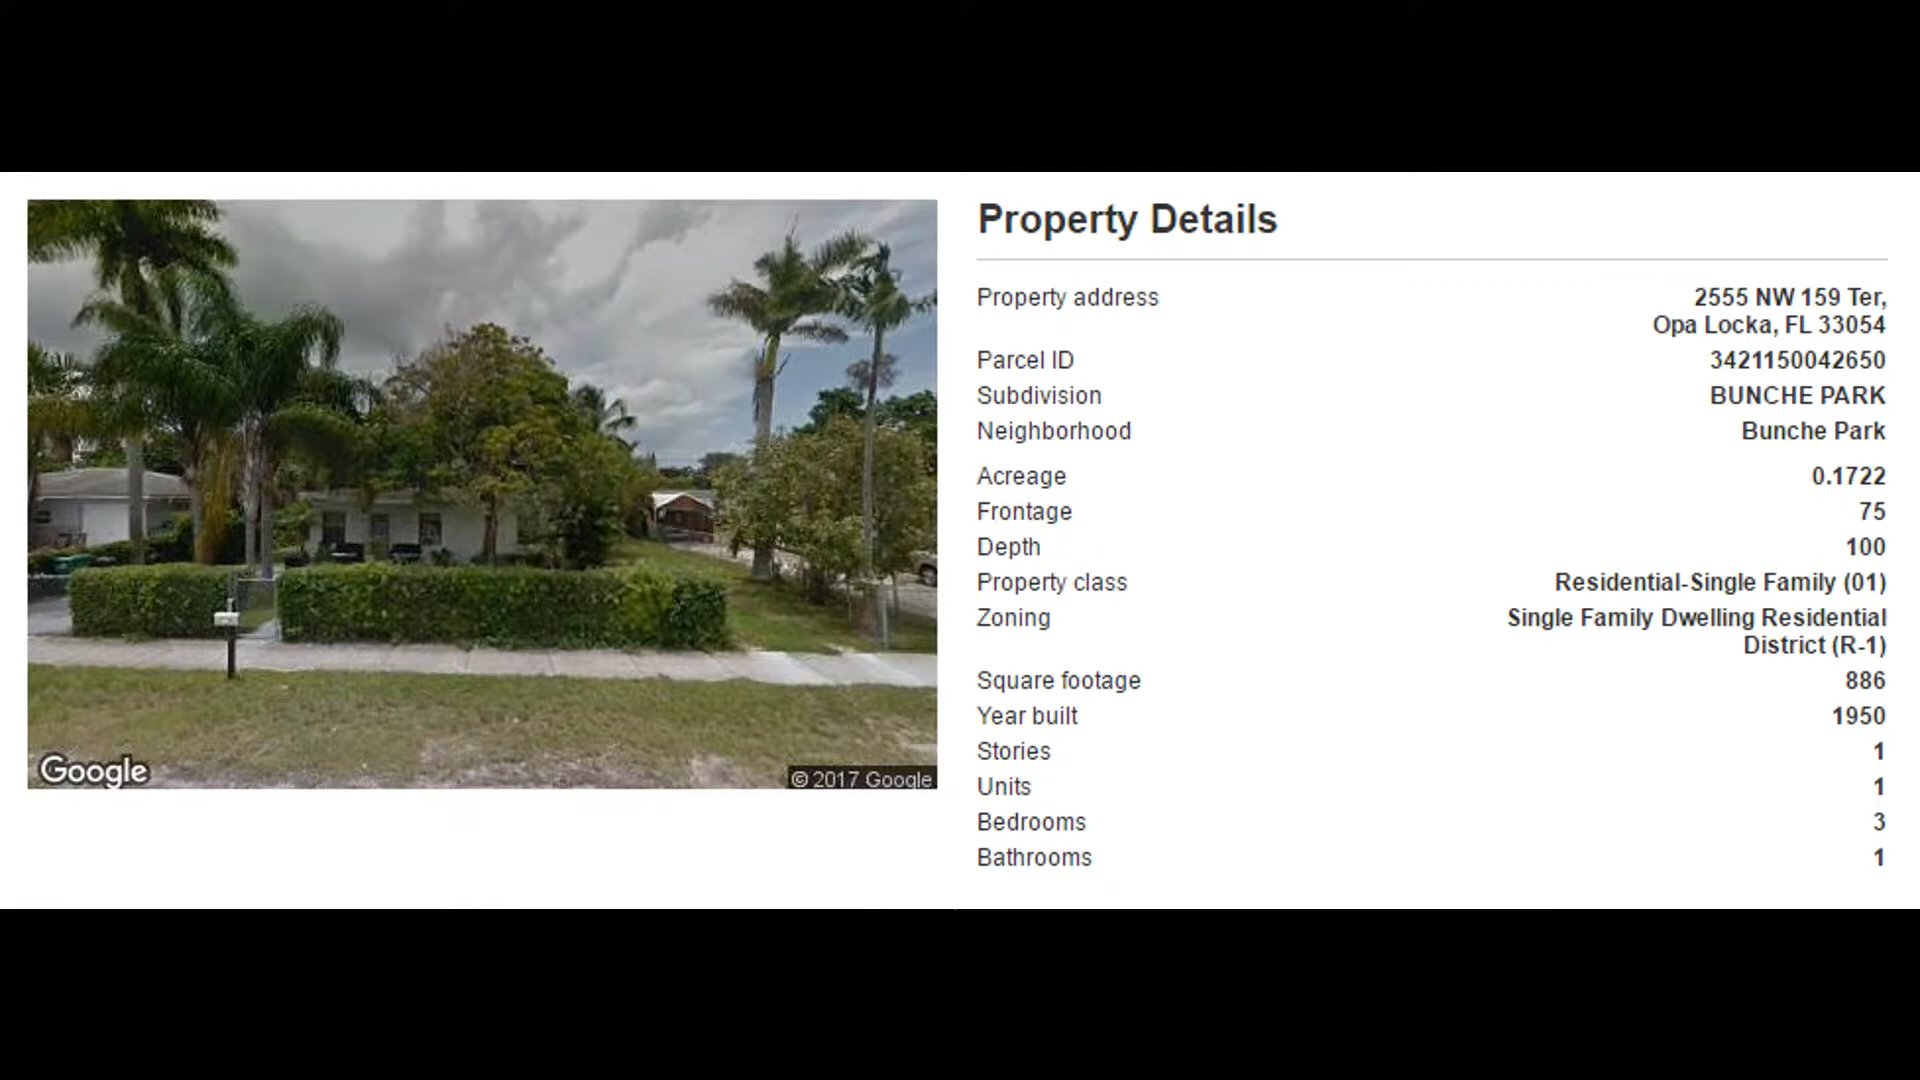 Property Details
Property address 2555 NW 159 Ter,
Opa Locka, FL 33054
Parcel ID 3421150042650
Subdivision BUNCHE PARK
Neighborhood Bunche Park
Acreage 0.1722
Frontage 75
Depth 100
Property class Residential-Single Family (01)
Zoning Single Family Dwelling Residential
District (R-1)
Square footage 886
Year built 1950
Stories 1
Units 1
Bedrooms 3
Bathrooms 1
Google
© 2017 Google